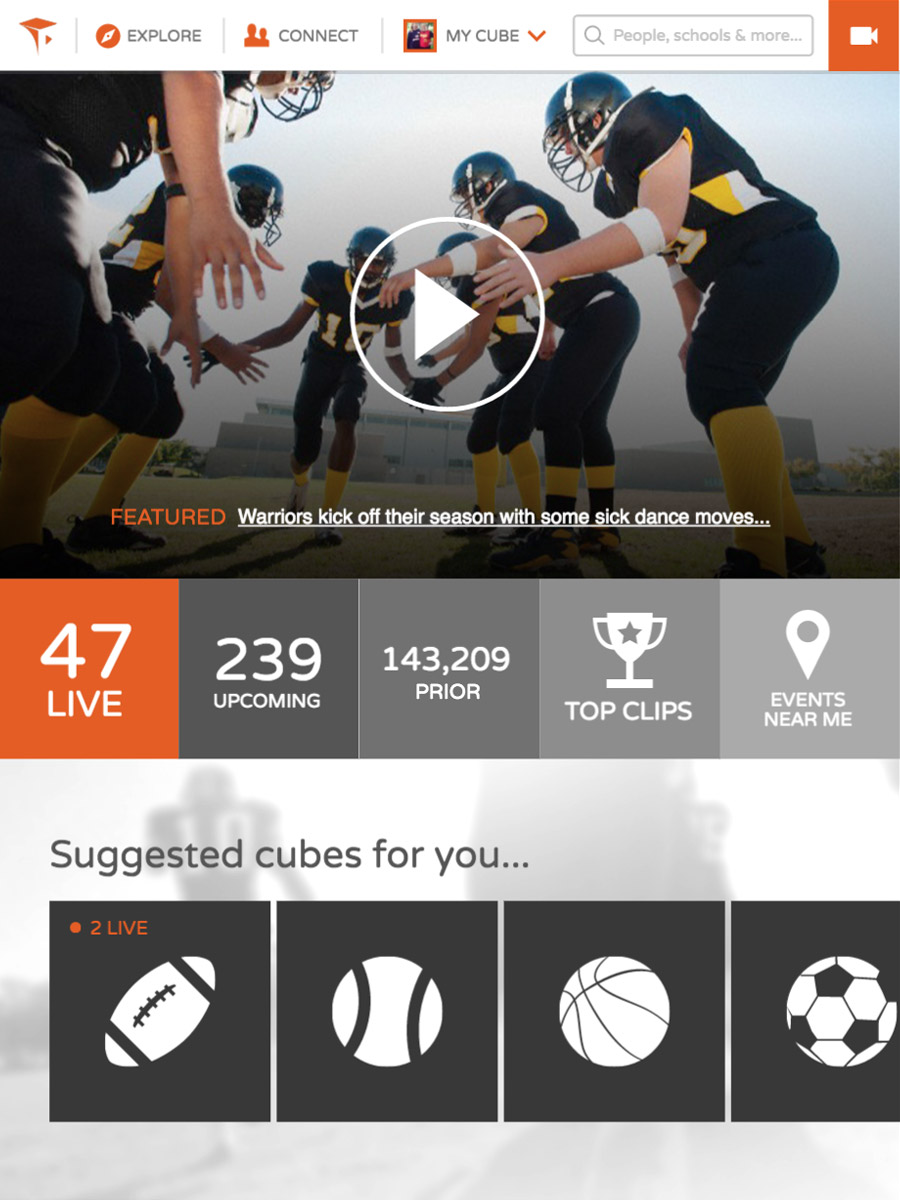 EXPLORE
CONNECT
MY CUBE
People, schools & more...
10
FEATURED Warriors kick off their season with some sick dance moves...
47
LIVE
239
UPCOMING
143,209
PRIOR
TOP CLIPS
EVENTS
NEAR ME
Suggested cubes for you...
2 LIVE